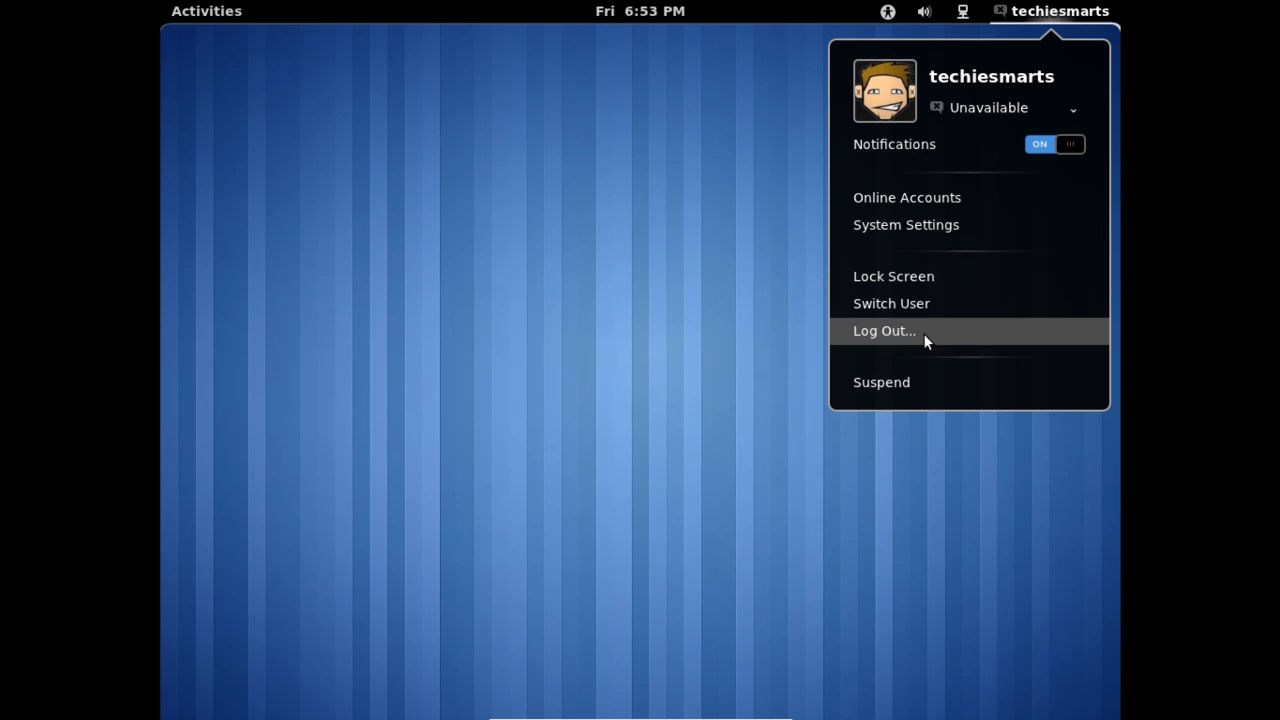 Activities
Fri 6:53 PM
techiesmarts
techiesmarts
Unavailable
Notifications
ON
Online Accounts
System Settings
Lock Screen
Switch User
Log Out...
Suspend